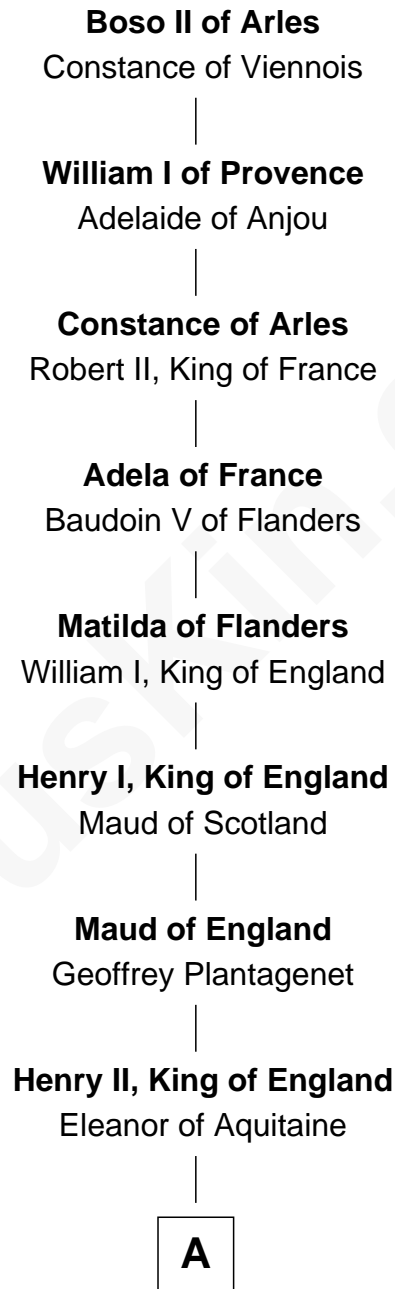 Boso II of Arles
Constance of Viennois
William I of Provence
Adelaide of Anjou
Constance of Arles
Robert II, King of France
Adela of France
Baudoin V of Flanders
Matilda of Flanders
William I, King of England
Henry I, King of England
Maud of Scotland
Maud of England
Geoffrey Plantagenet
Henry II, King of England
Eleanor of Aquitaine
A